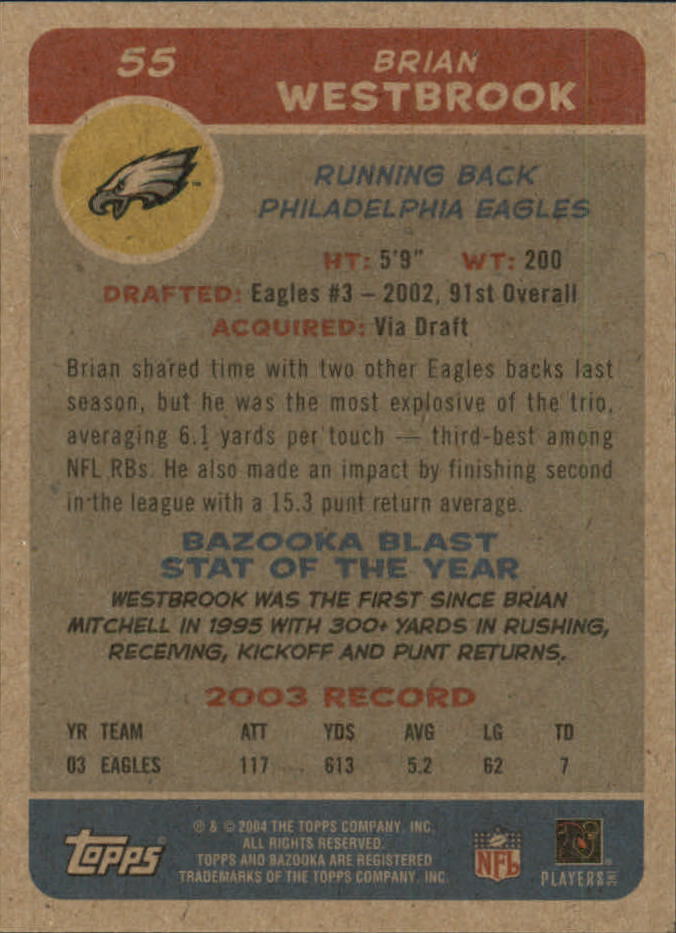 55
BRIAN
WESTBROOK
RUNNING BACK
PHILADELPHIA EAGLES
HT: 5'9" WT: 200
DRAFTED: Eagles #3 – 2002, 91st Overall
ACQUIRED: Via Draft
Brian shared time with two other Eagles backs last
season, but he was the most explosive of the trio,
averaging 6.1 yards per touch — third-best among
NFL RBs. He also made an impact by finishing second
in the league with a 15.3 punt return average.
BAZOOKA BLAST
STAT OF THE YEAR
WESTBROOK WAS THE FIRST SINCE BRIAN
MITCHELL IN 1995 WITH 300+ YARDS IN RUSHING,
RECEIVING, KICKOFF AND PUNT RETURNS.
2003 RECORD
YR TEAM ATT YDS AVG LG TD
03 EAGLES 117 613 5.2 62 7
topps
® & © 2004 THE TOPPS COMPANY, INC.
ALL RIGHTS RESERVED.
TOPPS AND BAZOOKA ARE REGISTERED
TRADEMARKS OF THE TOPPS COMPANY, INC.
NFL
PLAYERS INC